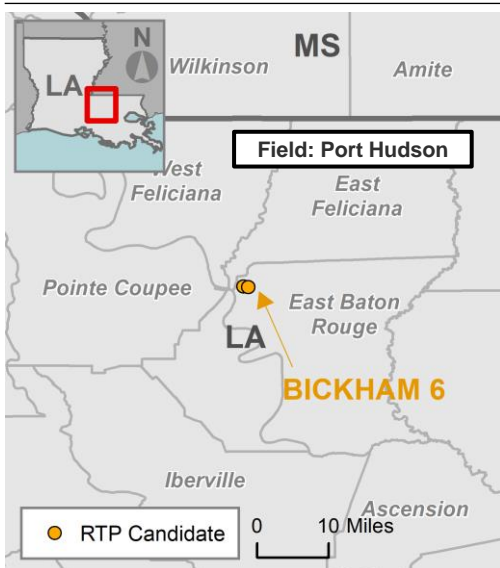 N
MS
Wilkinson
Amite
LA
Field: Port Hudson
West
Feliciana
East
Feliciana
Pointe Coupee
East Baton
Rouge
LA
BICKHAM 6
Iberville
Ascension
RTP Candidate
0 10 Miles